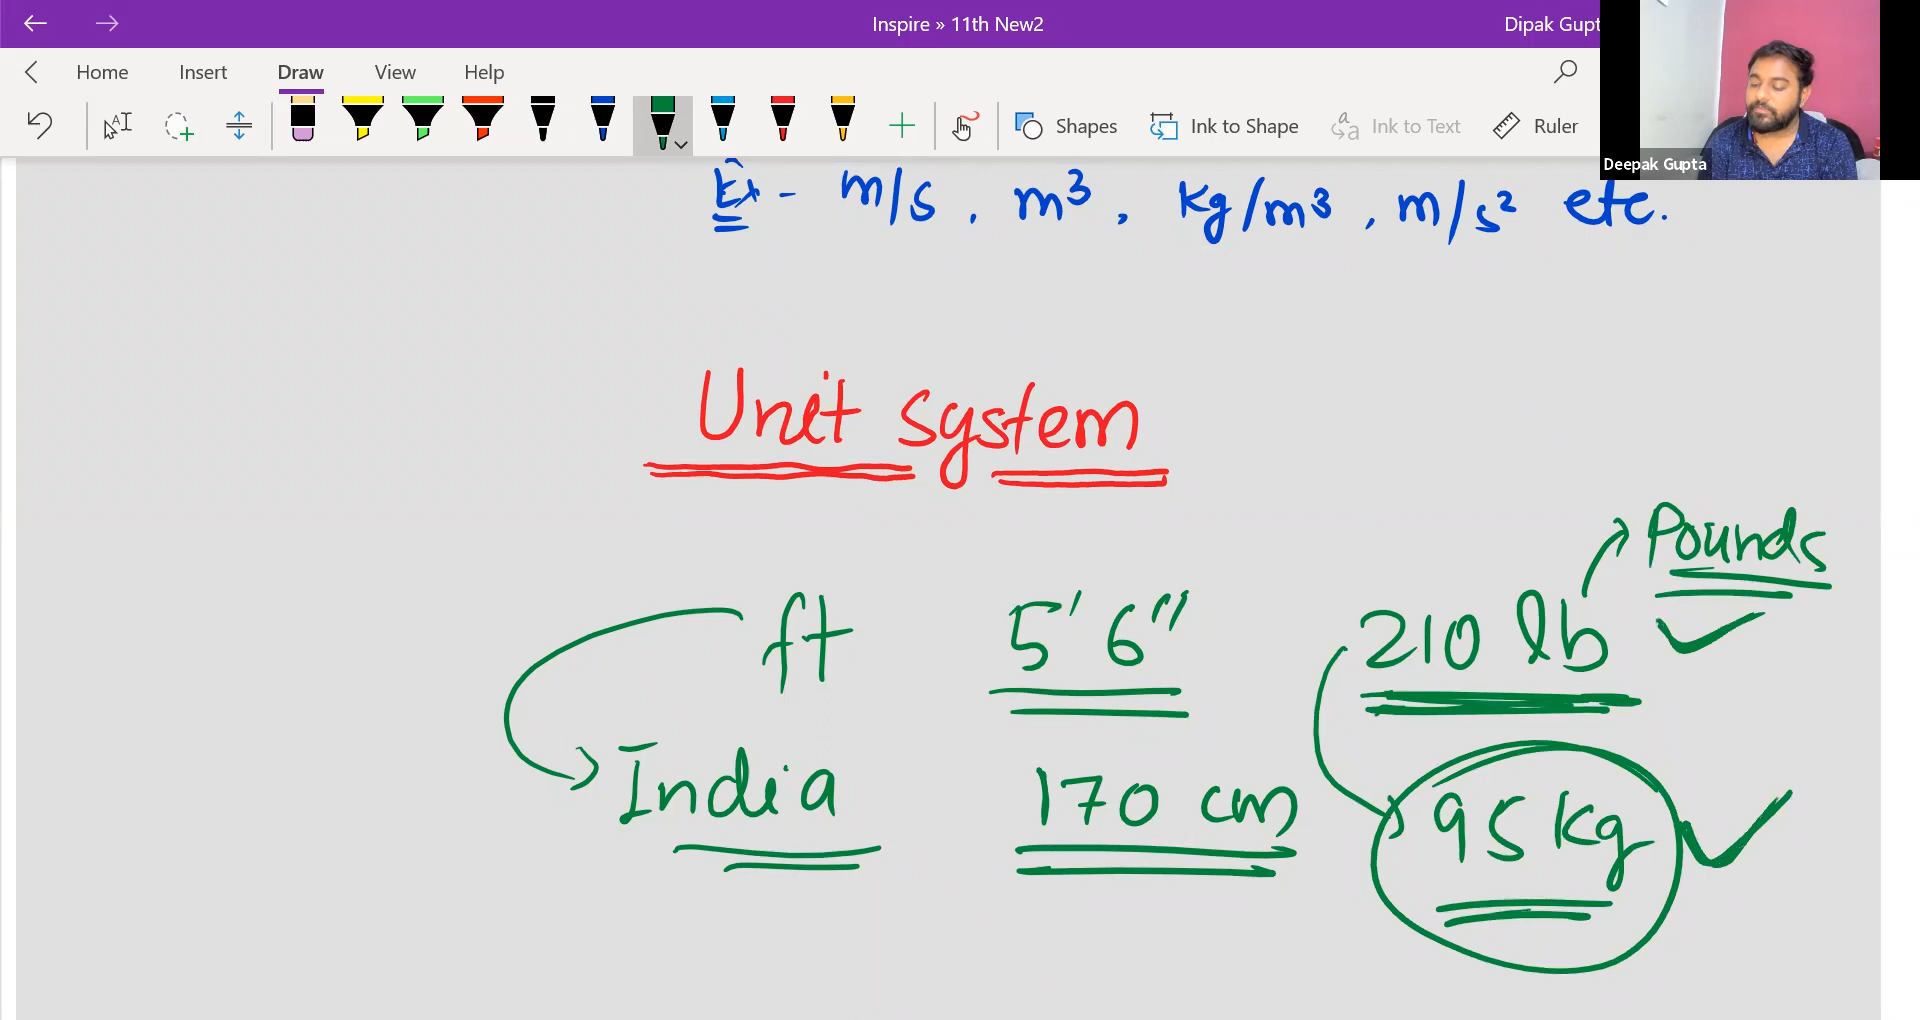 Inspire » 11th New2
Dipak Gupt
Home Insert Draw View Help
Shapes Ink to Shape Ink to Text Ruler
Deepak Gupta
Ex - m/s, m³, kg/m³, m/s² etc.
Unit system
Pounds
ft 5' 6" 210 lb
India 170 cm 95 kg